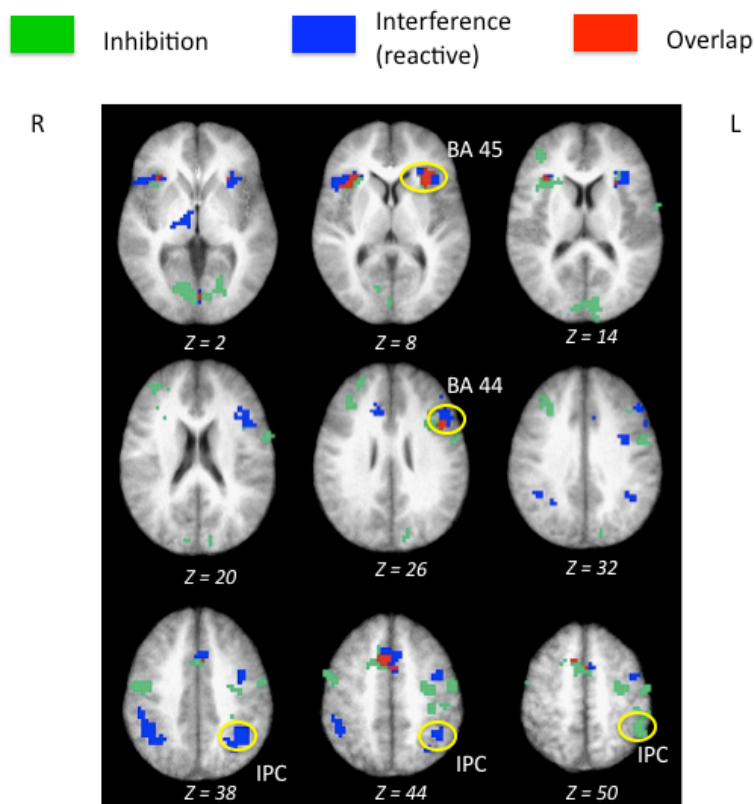 Inhibition
Interference
(reactive)
Overlap
R
L
BA 45
Z = 2
Z = 8
Z = 14
BA 44
Z = 20
Z = 26
Z = 32
IPC
IPC
IPC
Z = 38
Z = 44
Z = 50